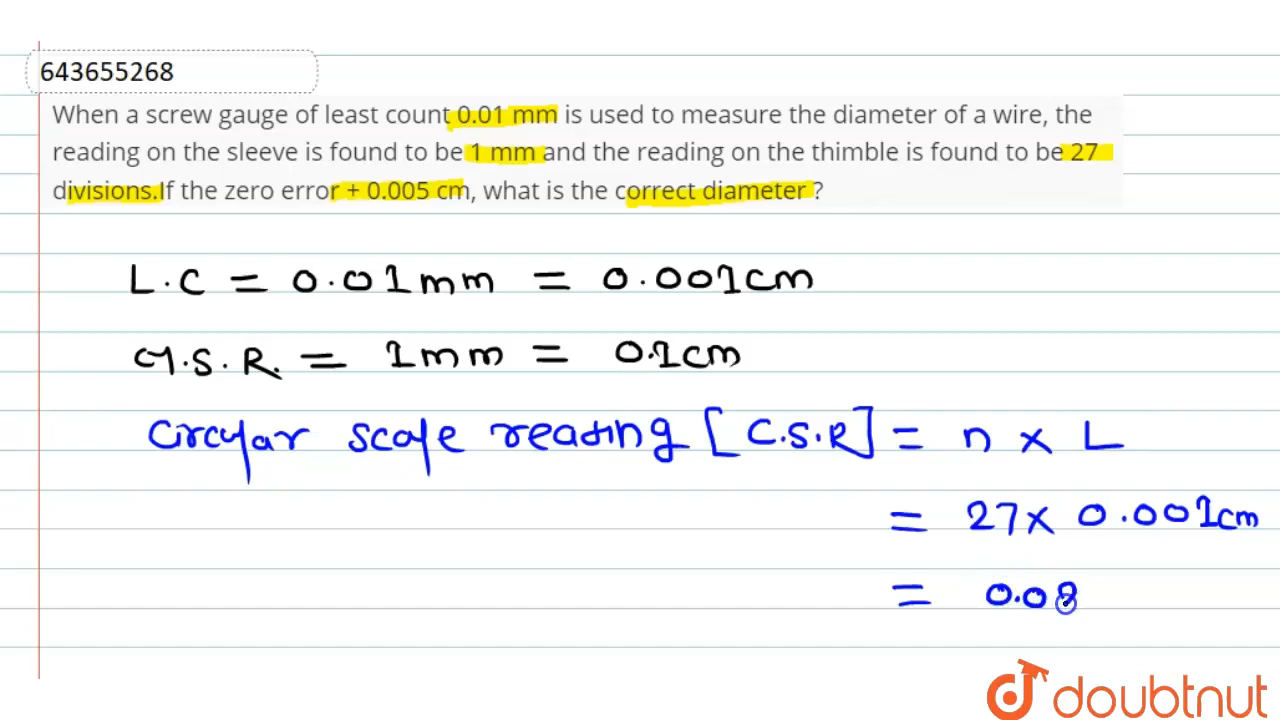 643655268
When a screw gauge of least count 0.01 mm is used to measure the diameter of a wire, the
reading on the sleeve is found to be 1 mm and the reading on the thimble is found to be 27
divisions.If the zero error + 0.005 cm, what is the correct diameter ?
L.C = 0.01mm = 0.001cm
M.S.R. = 1mm = 0.1cm
Circular scale reading [C.S.R] = n × L
= 27× 0.001cm
= 0.02
doubtnut